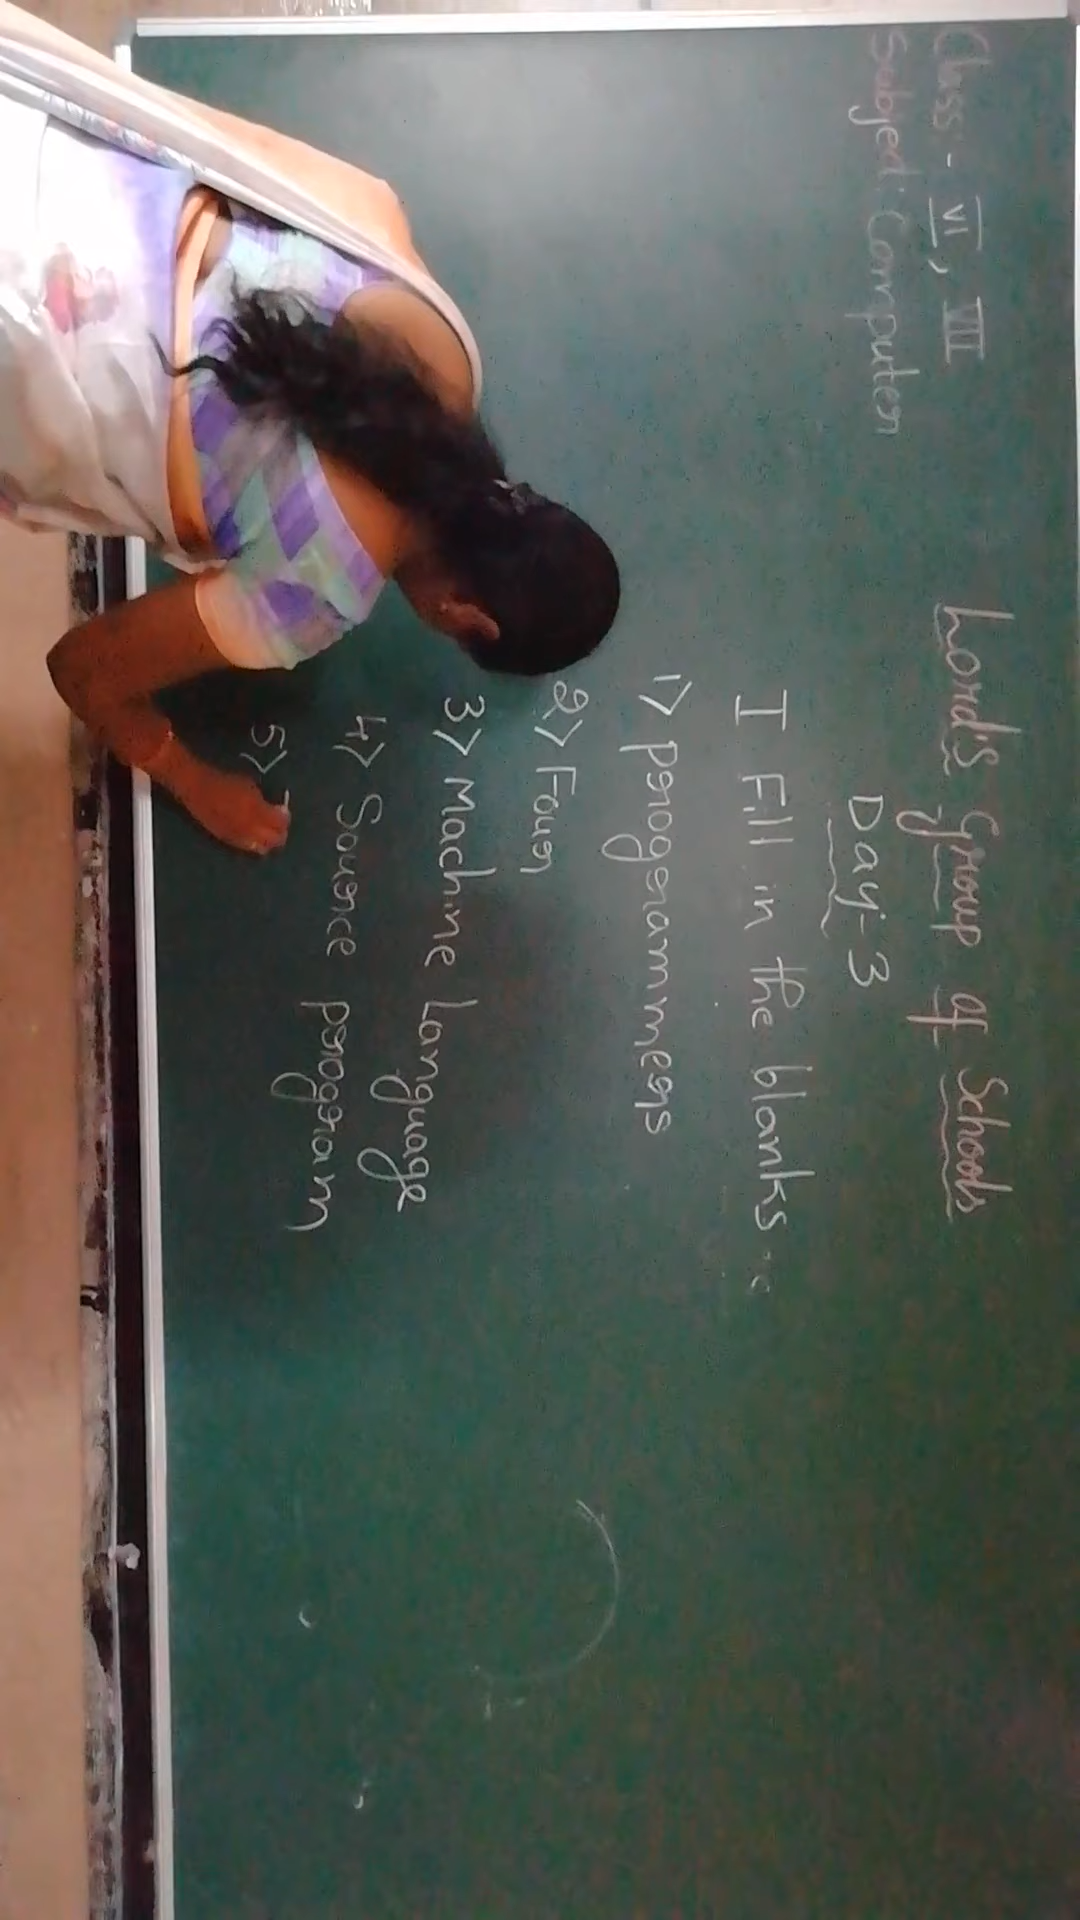 Class:- VI, VII
Subject: Computer
Lord's Group of Schools
Day-3
I Fill in the blanks :
1> programmers
2> Four
3> Machine Language
4> Source program
5>